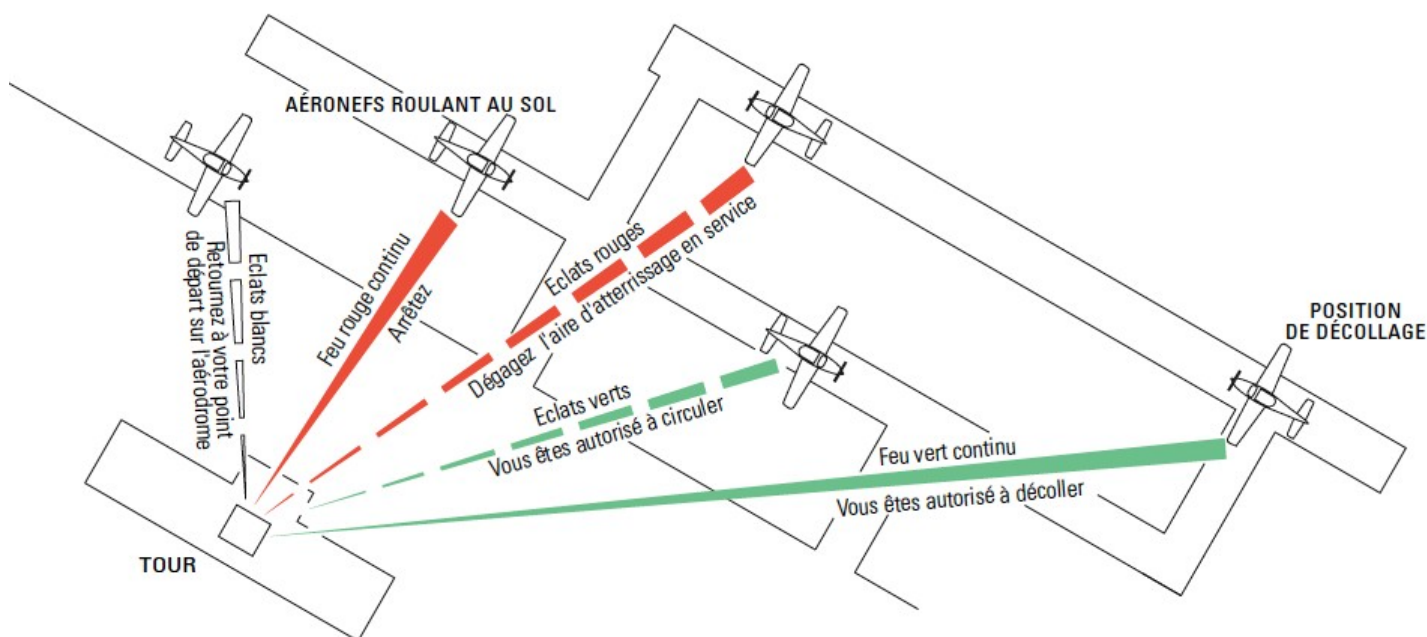 AÉRONEFS ROULANT AU SOL
Eclats blancs
Retournez à votre point
de départ sur l'aérodrome
Feu rouge continu
Arrêtez
Eclats rouges
Dégagez l'aire d'atterrissage en service
Eclats verts
Vous êtes autorisé à circuler
POSITION
DE DÉCOLLAGE
Feu vert continu
Vous êtes autorisé à décoller
TOUR